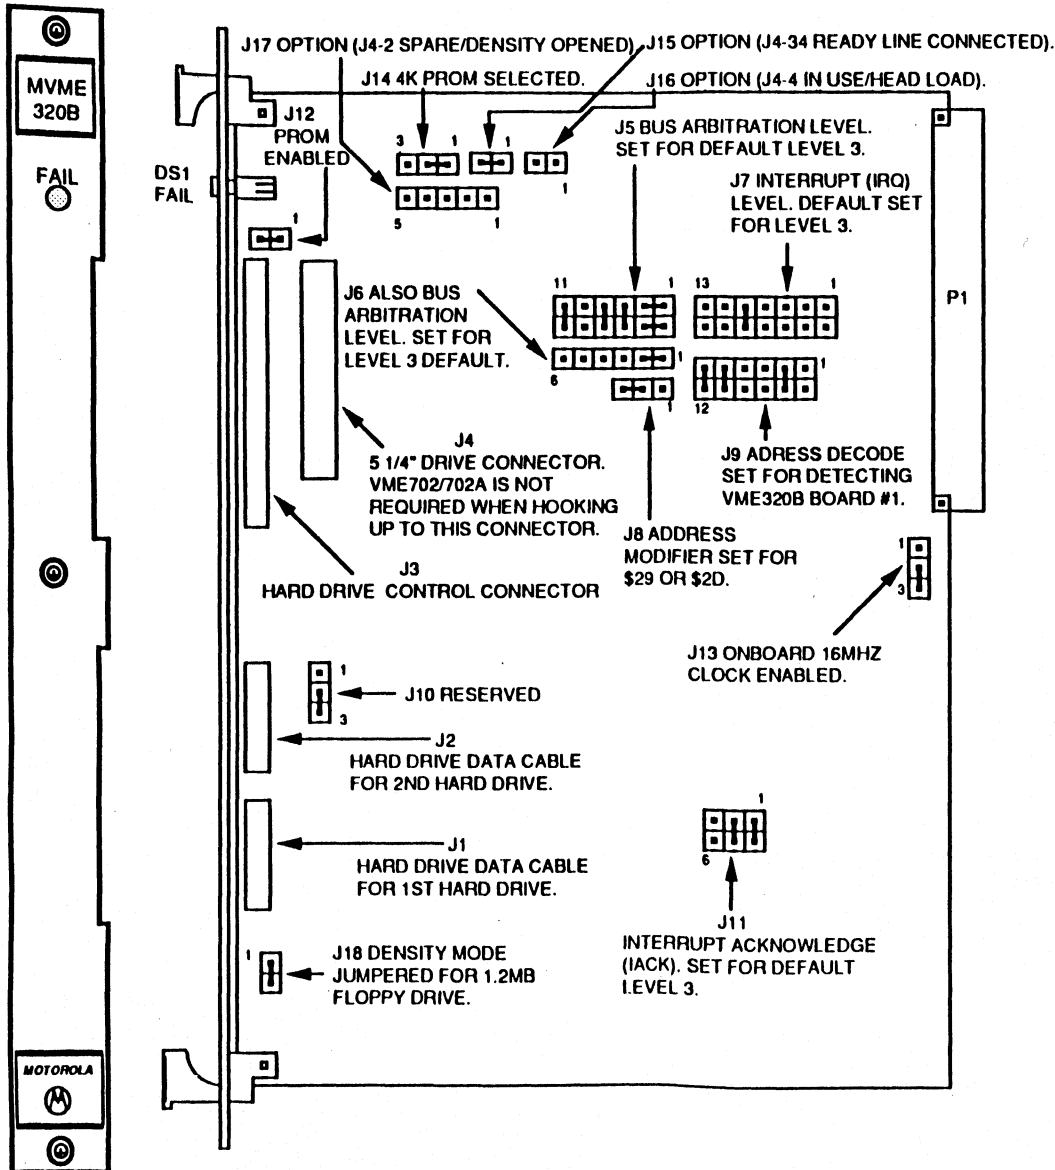 MVME
320B
FAIL
MOTOROLA
J17 OPTION (J4-2 SPARE/DENSITY OPENED)
J15 OPTION (J4-34 READY LINE CONNECTED).
J14 4K PROM SELECTED.
J16 OPTION (J4-4 IN USE/HEAD LOAD).
J12
PROM
ENABLED
DS1
FAIL
3 1
1
1
5 1
1
J5 BUS ARBITRATION LEVEL.
SET FOR DEFAULT LEVEL 3.
J7 INTERRUPT (IRQ)
LEVEL. DEFAULT SET
FOR LEVEL 3.
P1
11 1
13 1
J6 ALSO BUS
ARBITRATION
LEVEL. SET FOR
LEVEL 3 DEFAULT.
6 1
1
1
12
J4
5 1/4" DRIVE CONNECTOR.
VME702/702A IS NOT
REQUIRED WHEN HOOKING
UP TO THIS CONNECTOR.
J9 ADRESS DECODE
SET FOR DETECTING
VME320B BOARD #1.
J8 ADDRESS
MODIFIER SET FOR
$29 OR $2D.
J3
HARD DRIVE CONTROL CONNECTOR
1
3
J13 ONBOARD 16MHZ
CLOCK ENABLED.
1
J10 RESERVED
3
J2
HARD DRIVE DATA CABLE
FOR 2ND HARD DRIVE.
J1
HARD DRIVE DATA CABLE
FOR 1ST HARD DRIVE.
1
6
J11
INTERRUPT ACKNOWLEDGE
(IACK). SET FOR DEFAULT
LEVEL 3.
1
J18 DENSITY MODE
JUMPERED FOR 1.2MB
FLOPPY DRIVE.